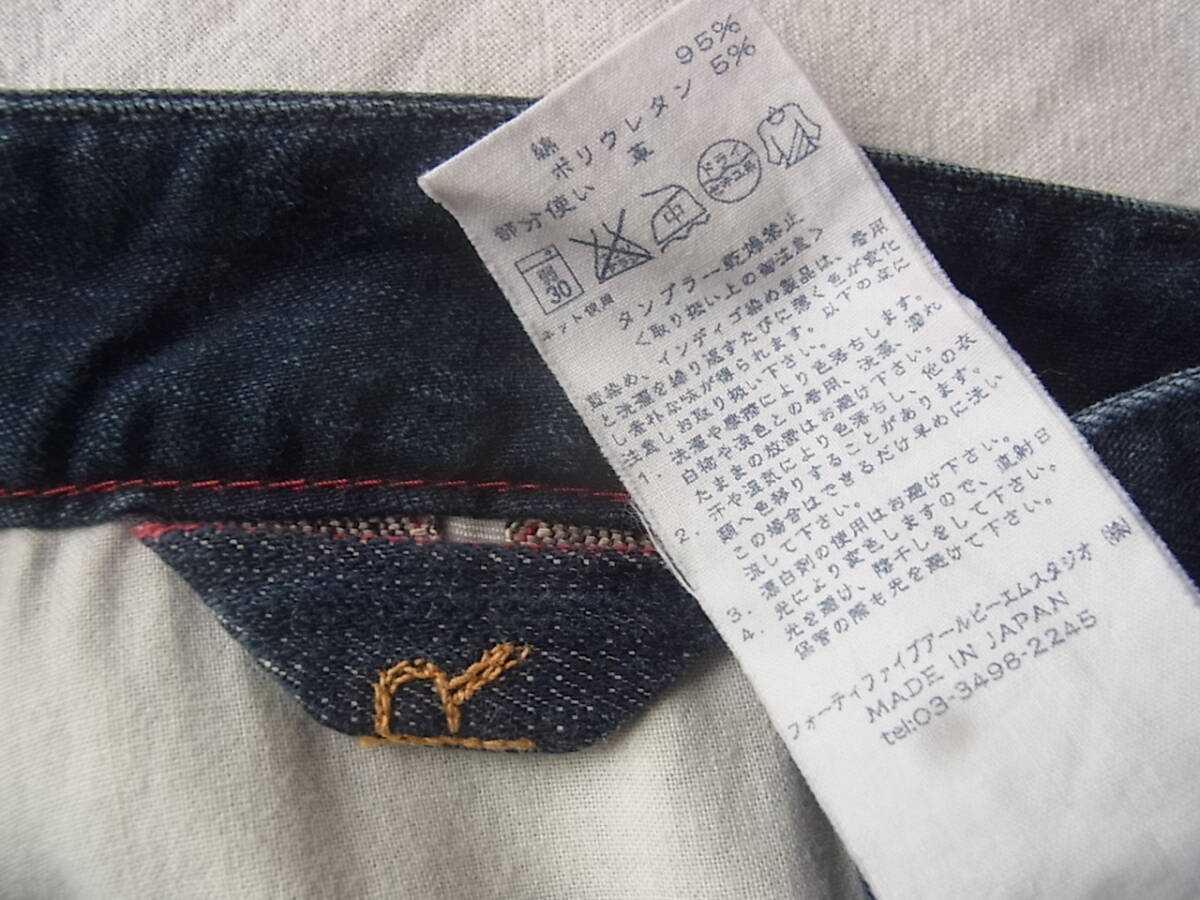 綿 95%
ポリウレタン 5%
部分使い 革
弱
30
中
ドライ
石油系
ネット使用
タンブラー乾燥禁止
<取り扱い上の御注意>
藍染め、インディゴ染め製品は、着用
と洗濯を繰り返すたびに薄く色が変化
し素朴な味が得られます。以下の点に
注意しお取り扱い下さい。
1. 洗濯や摩擦により色落ちします。
白物や淡色との着用、洗濯、濡れ
たままの放置はお避け下さい。
2. 汗や湿気により色落ちし、他の衣
類へ色移りすることがあります。
この場合はできるだけ早めに洗い
流して下さい。
3. 漂白剤の使用はお避け下さい。
4. 光により変色しますので、直射日
光を避け、陰干しをして下さい。
保管の際も光を避けて下さい。
フォーティファイブアールピーエムスタジオ ㈱
MADE IN JAPAN
tel:03-3498-2245
R